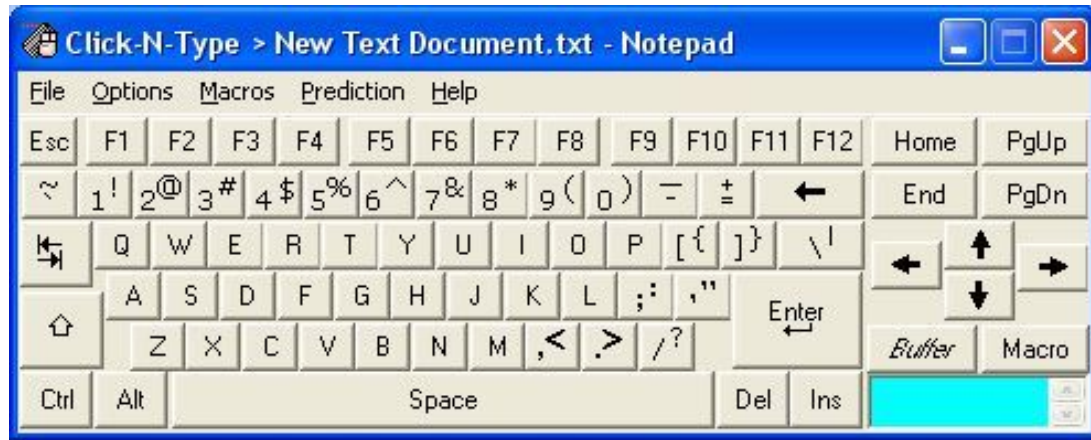 Click-N-Type > New Text Document.txt - Notepad
File Options Macros Prediction Help
Esc F1 F2 F3 F4 F5 F6 F7 F8 F9 F10 F11 F12 Home PgUp
~ 1! 2@ 3# 4$ 5% 6^ 7& 8* 9( 0) - _ + = ← End PgDn
Q W E R T Y U I O P [{ ]} \|
A S D F G H J K L ;: '" Enter
Z X C V B N M ,< .> /? Buffer Macro
Ctrl Alt Space Del Ins